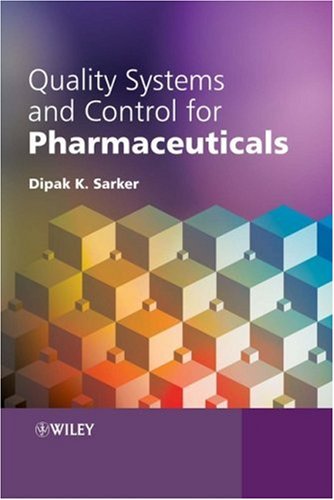 Quality Systems
and Control for
Pharmaceuticals
Dipak K. Sarker
WILEY